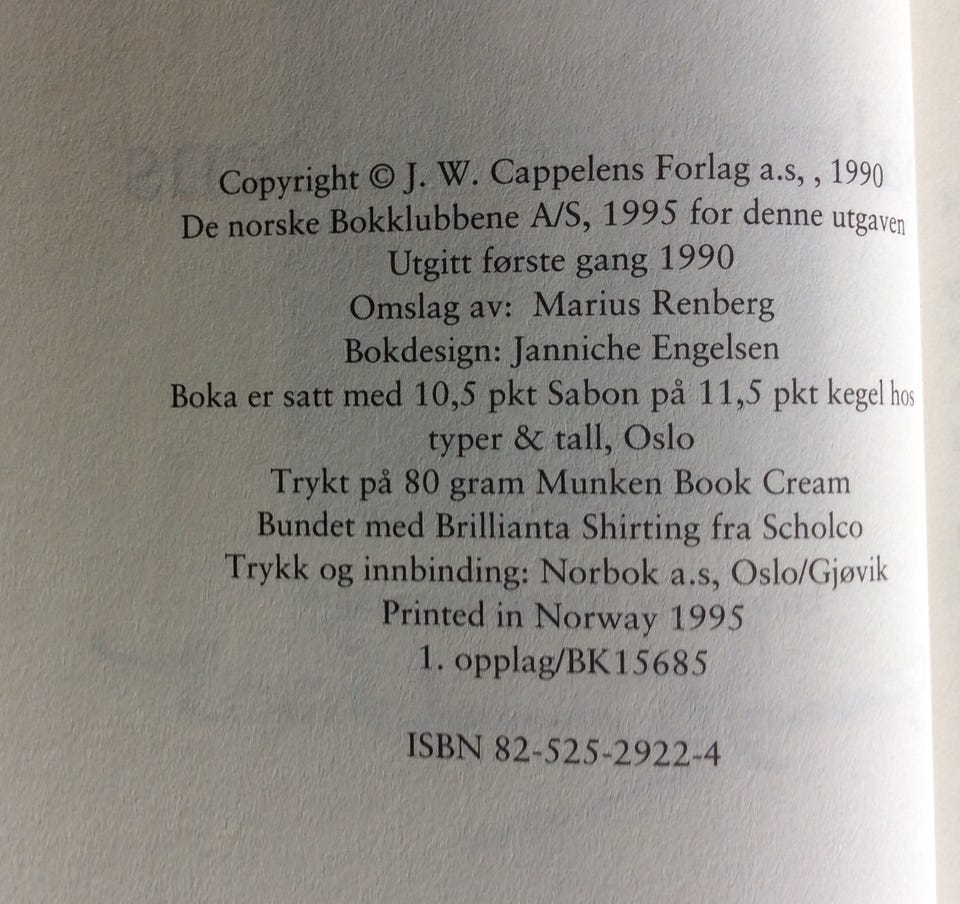 Copyright © J. W. Cappelens Forlag a.s, , 1990
De norske Bokklubbene A/S, 1995 for denne utgaven
Utgitt første gang 1990
Omslag av: Marius Renberg
Bokdesign: Janniche Engelsen
Boka er satt med 10,5 pkt Sabon på 11,5 pkt kegel hos
typer & tall, Oslo
Trykt på 80 gram Munken Book Cream
Bundet med Brillianta Shirting fra Scholco
Trykk og innbinding: Norbok a.s, Oslo/Gjøvik
Printed in Norway 1995
1. opplag/BK15685
ISBN 82-525-2922-4